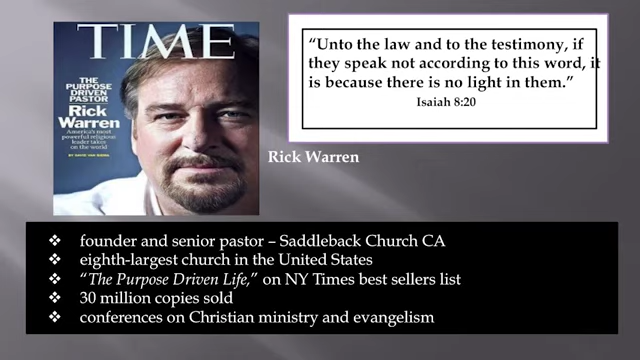 TIME
THE
PURPOSE
DRIVEN
PASTOR
Rick
Warren
America's most
powerful religious
leader takes
on the world
BY DAVID VAN BIEMA
“Unto the law and to the testimony, if
they speak not according to this word, it
is because there is no light in them.”
Isaiah 8:20
Rick Warren
❖ founder and senior pastor – Saddleback Church CA
❖ eighth-largest church in the United States
❖ “The Purpose Driven Life,” on NY Times best sellers list
❖ 30 million copies sold
❖ conferences on Christian ministry and evangelism